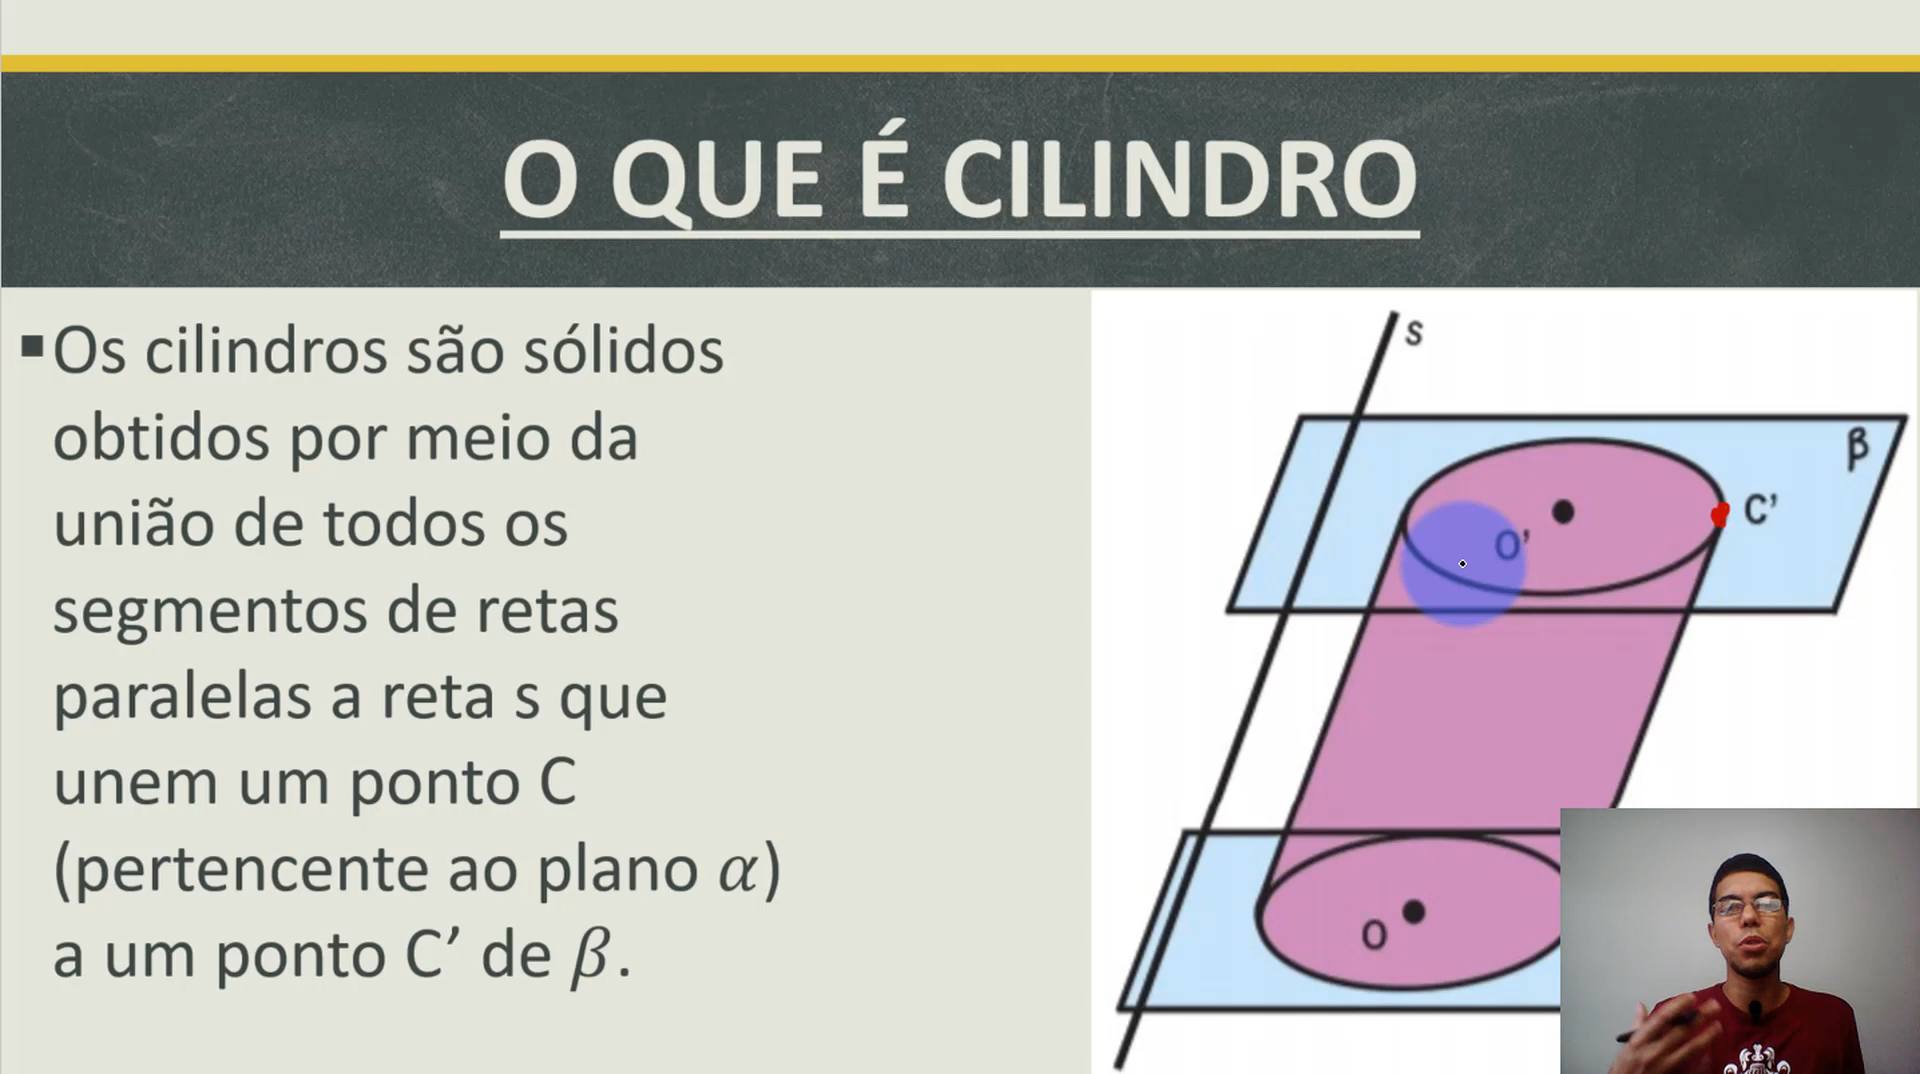 O QUE É CILINDRO
▪Os cilindros são sólidos
obtidos por meio da
união de todos os
segmentos de retas
paralelas a reta s que
unem um ponto C
(pertencente ao plano α)
a um ponto C’ de β.
s
β
C’
O’
O